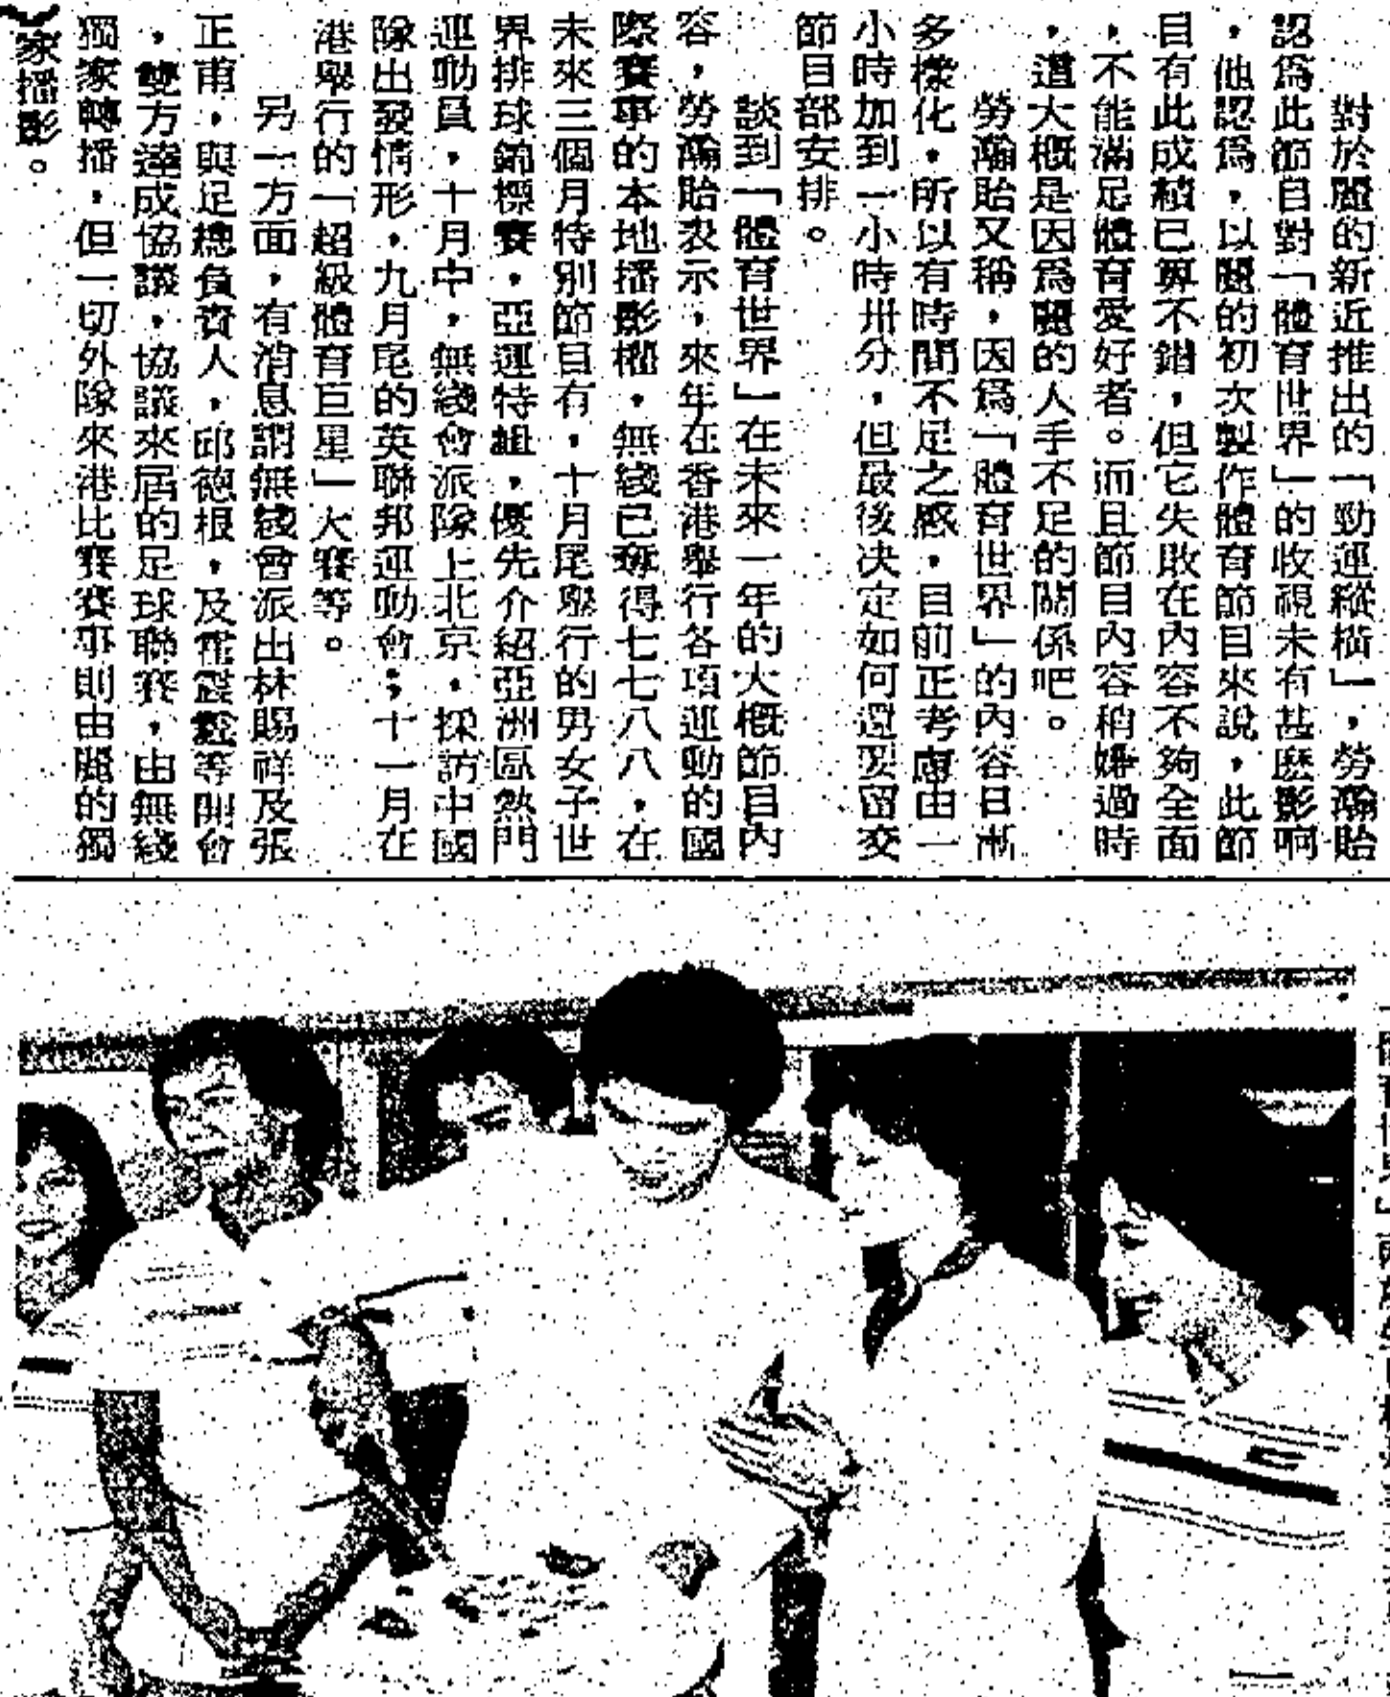 對於麗的新近推出的「勁運縱橫」，勞瀚貽
認爲此節目對「體育世界」的收視未有甚麼影响
，他認爲，以麗的初次製作體育節目來說，此節
目有此成績已算不錯，但它失敗在內容不夠全面
，不能滿足體育愛好者。而且節目內容稍嫌過時
，這大概是因爲麗的人手不足的關係吧。
勞瀚貽又稱，因爲「體育世界」的內容日漸
多樣化，所以有時間不足之感，目前正考慮由一
小時加到一小時卅分，但最後決定如何還要留交
節目部安排。
談到「體育世界」在未來一年的大概節目內
容，勞瀚貽表示，來年在香港舉行各項運動的國
際賽事的本地播影權，無綫已奪得七七八八，在
未來三個月特別節目有，十月尾舉行的男女子世
界排球錦標賽，亞運特組，優先介紹亞洲區熱門
運動員，十月中，無綫會派隊上北京，採訪中國
隊出發情形，九月尾的英聯邦運動會；十一月在
港舉行的「超級體育巨星」大賽等。
另一方面，有消息謂無綫會派出林賜祥及張
正甫，與足總負責人，邱德根，及霍震霆等開會
，雙方達成協議，協議來屆的足球聯賽，由無綫
獨家轉播，但一切外隊來港比賽賽事則由麗的獨
家播影。